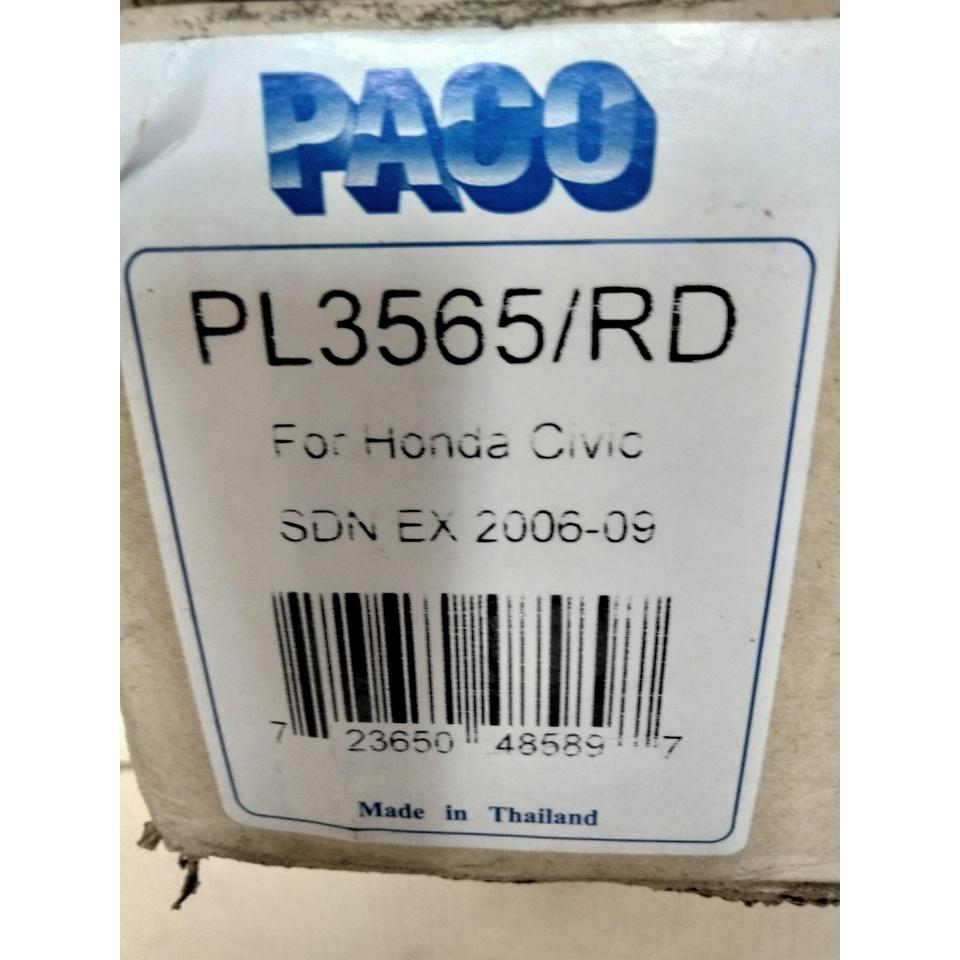 PACO
PL3565/RD
For Honda Civic
SDN EX 2006-09
7 23650 48589 7
Made in Thailand